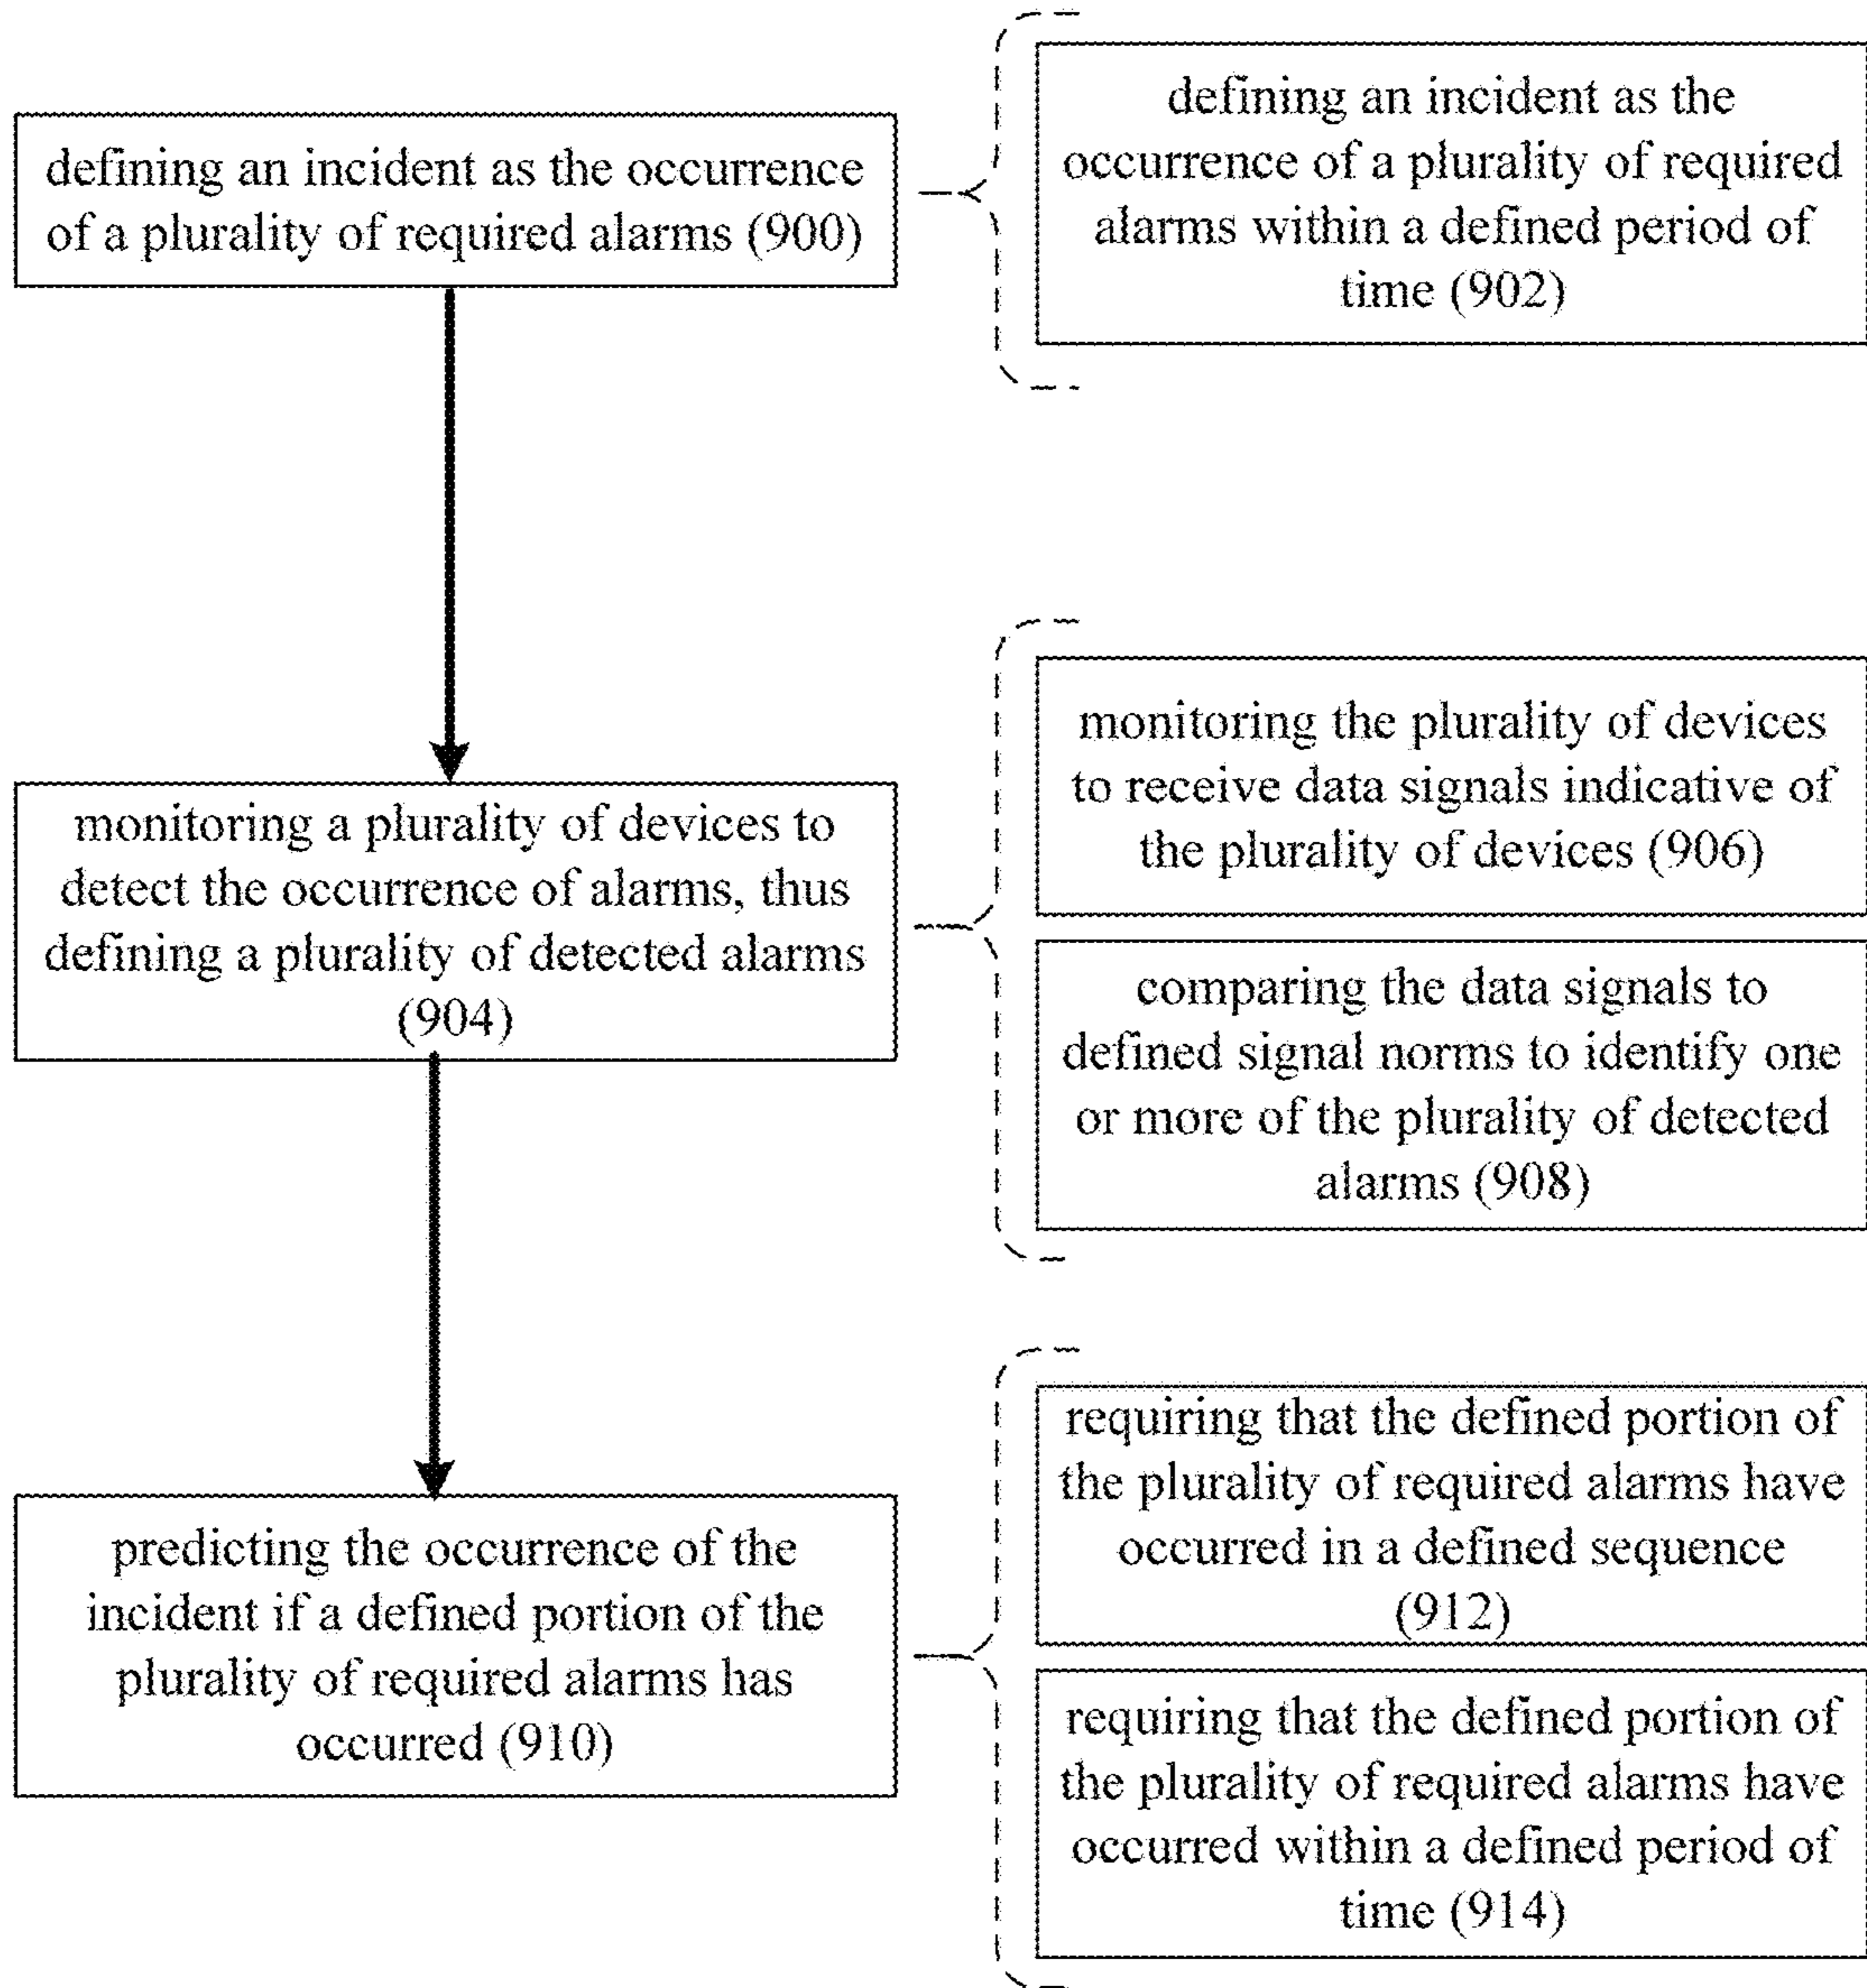 defining an incident as the occurrence
of a plurality of required alarms (900)
defining an incident as the
occurrence of a plurality of required
alarms within a defined period of
time (902)
monitoring a plurality of devices to
detect the occurrence of alarms, thus
defining a plurality of detected alarms
(904)
monitoring the plurality of devices
to receive data signals indicative of
the plurality of devices (906)
comparing the data signals to
defined signal norms to identify one
or more of the plurality of detected
alarms (908)
predicting the occurrence of the
incident if a defined portion of the
plurality of required alarms has
occurred (910)
requiring that the defined portion of
the plurality of required alarms have
occurred in a defined sequence
(912)
requiring that the defined portion of
the plurality of required alarms have
occurred within a defined period of
time (914)